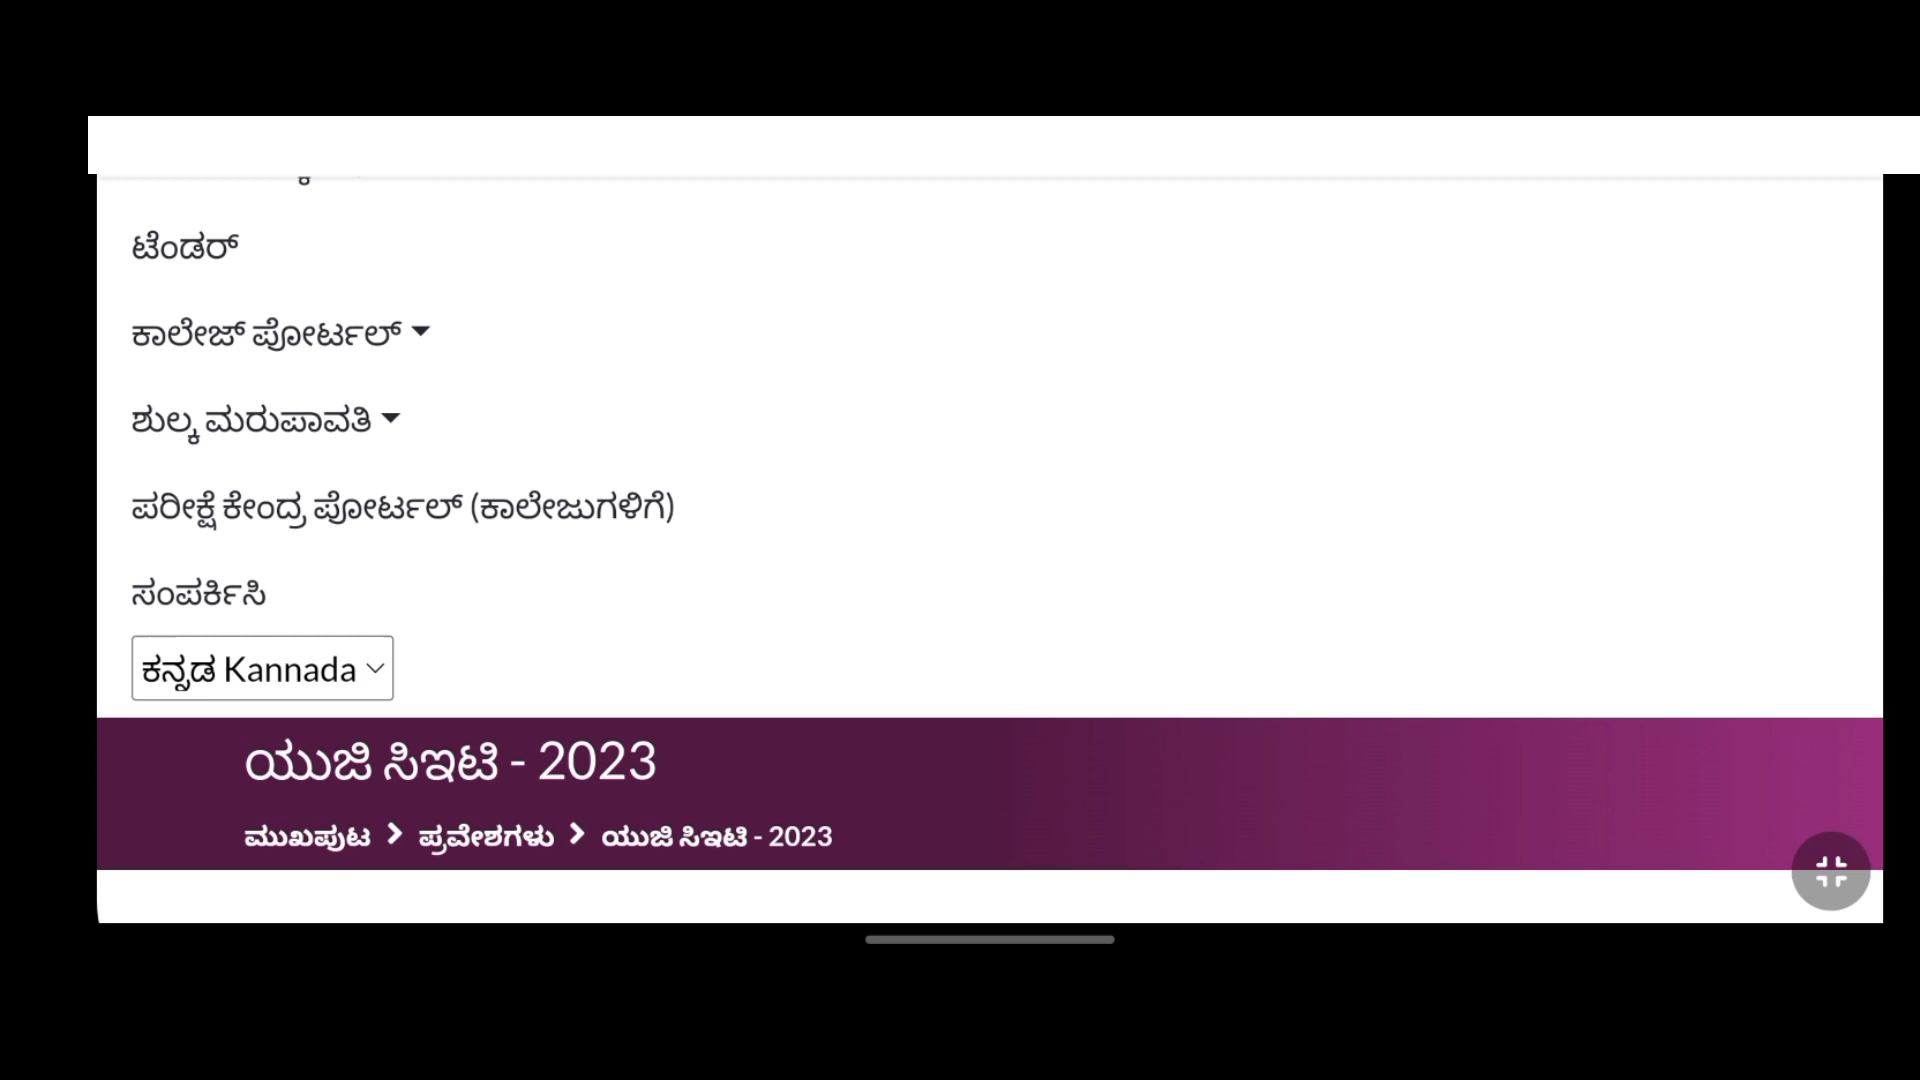 ಟೆಂಡರ್
ಕಾಲೇಜ್ ಪೋರ್ಟಲ್
ಶುಲ್ಕ ಮರುಪಾವತಿ
ಪರೀಕ್ಷೆ ಕೇಂದ್ರ ಪೋರ್ಟಲ್ (ಕಾಲೇಜುಗಳಿಗೆ)
ಸಂಪರ್ಕಿಸಿ
ಕನ್ನಡ Kannada
ಯುಜಿ ಸಿಇಟಿ - 2023
ಮುಖಪುಟ > ಪ್ರವೇಶಗಳು > ಯುಜಿ ಸಿಇಟಿ - 2023